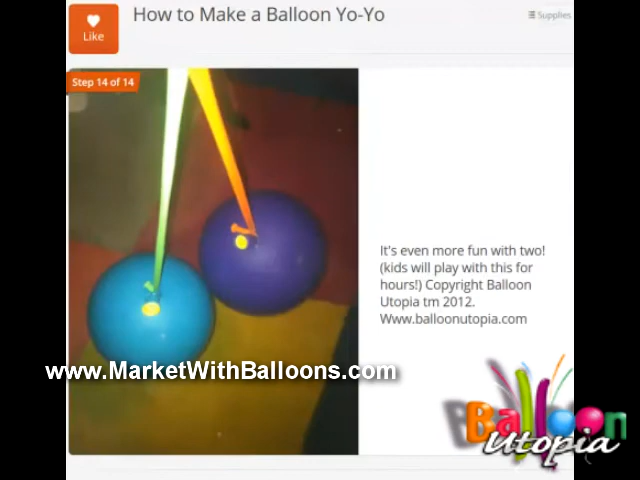 How to Make a Balloon Yo-Yo
Supplies
Like
Step 14 of 14
It's even more fun with two!
(kids will play with this for
hours!) Copyright Balloon
Utopia tm 2012.
Www.balloonutopia.com
www.MarketWithBalloons.com
Balloon
Utopia